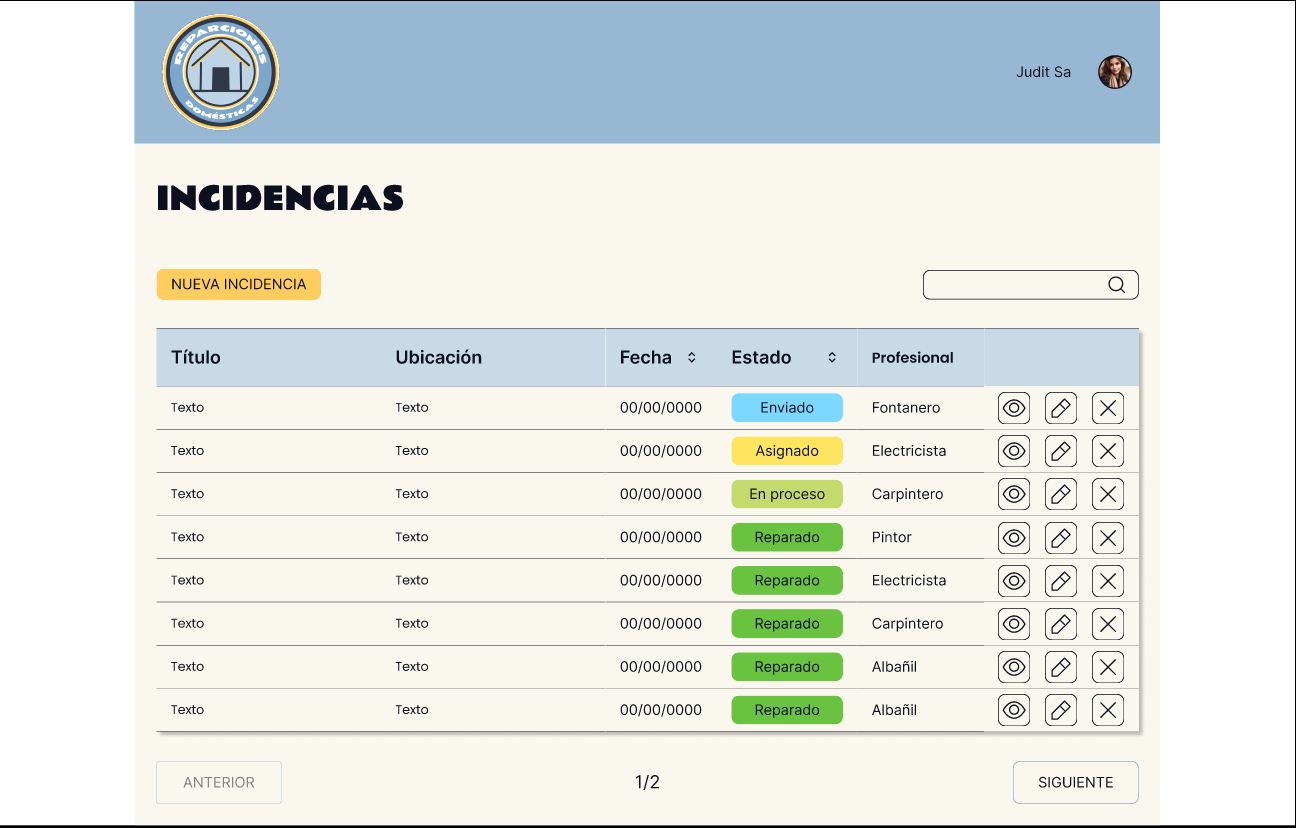 REPARCIONES
DOMÉSTICAS
Judit Sa
INCIDENCIAS
NUEVA INCIDENCIA
Título Ubicación Fecha Estado Profesional
Texto Texto 00/00/0000 Enviado Fontanero
Texto Texto 00/00/0000 Asignado Electricista
Texto Texto 00/00/0000 En proceso Carpintero
Texto Texto 00/00/0000 Reparado Pintor
Texto Texto 00/00/0000 Reparado Electricista
Texto Texto 00/00/0000 Reparado Carpintero
Texto Texto 00/00/0000 Reparado Albañil
Texto Texto 00/00/0000 Reparado Albañil
ANTERIOR 1/2 SIGUIENTE